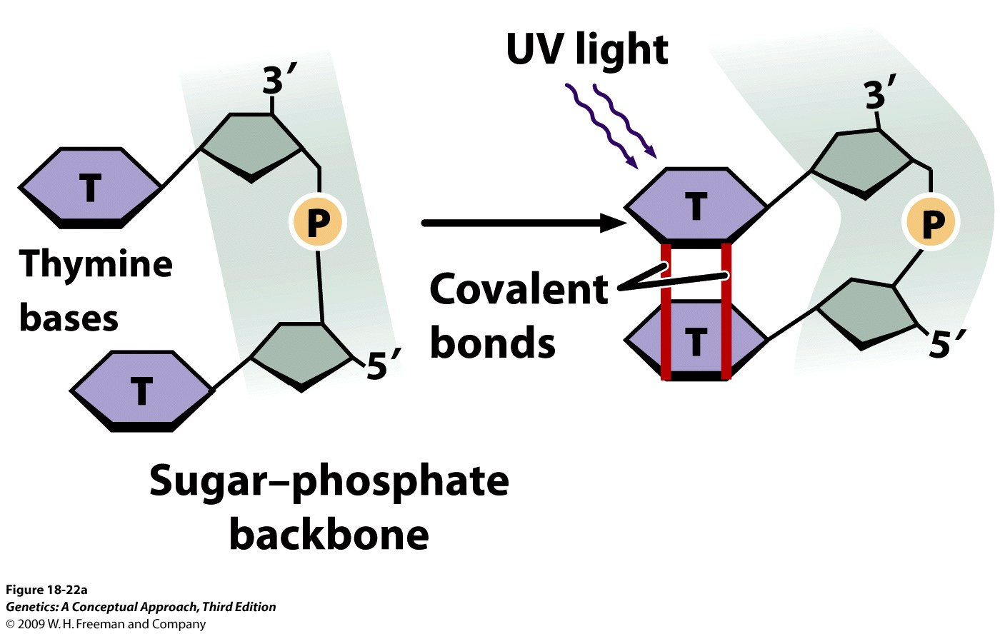 UV light
3′
3′
T
T
P
P
Thymine
bases
Covalent
bonds
T
T
5′
5′
Sugar–phosphate
backbone
Figure 18-22a
Genetics: A Conceptual Approach, Third Edition
© 2009 W. H. Freeman and Company